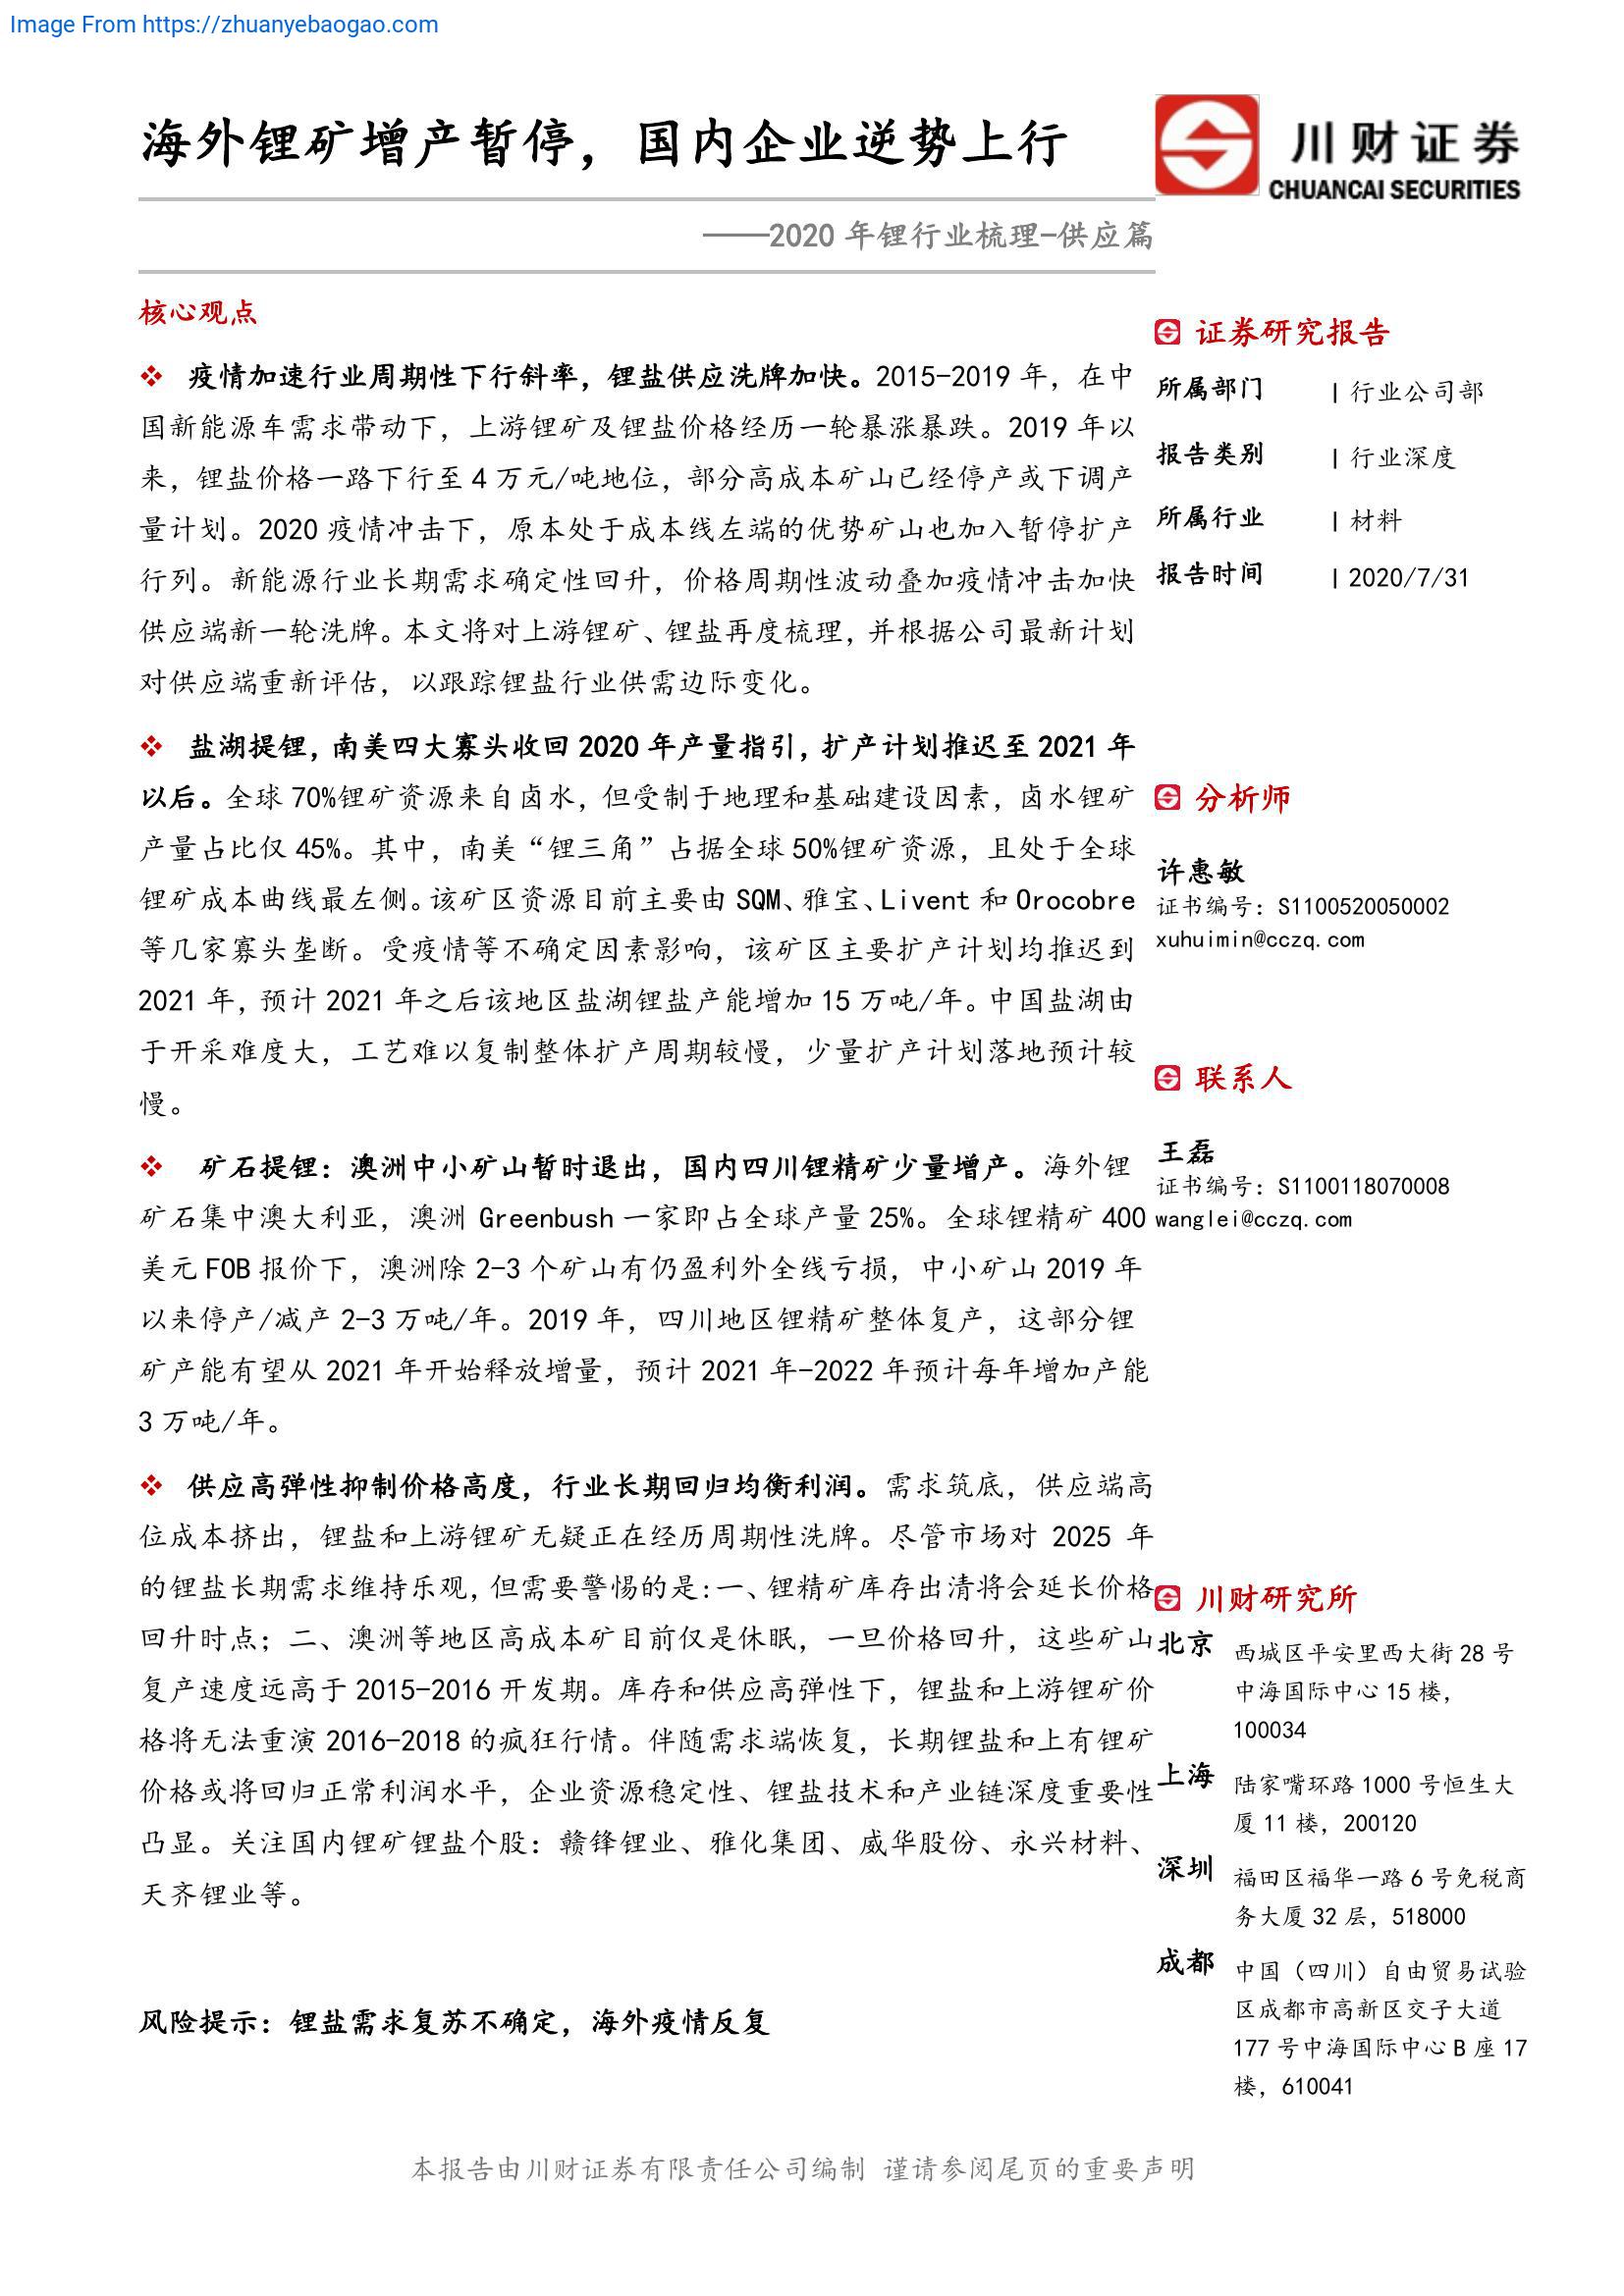 Image From https://zhuanyebaogao.com
海外锂矿增产暂停，国内企业逆势上行
川财证券
CHUANCAI SECURITIES
——2020 年锂行业梳理-供应篇
核心观点
❖ 疫情加速行业周期性下行斜率，锂盐供应洗牌加快。2015-2019 年，在中
国新能源车需求带动下，上游锂矿及锂盐价格经历一轮暴涨暴跌。2019 年以
来，锂盐价格一路下行至 4 万元/吨地位，部分高成本矿山已经停产或下调产
量计划。2020 疫情冲击下，原本处于成本线左端的优势矿山也加入暂停扩产
行列。新能源行业长期需求确定性回升，价格周期性波动叠加疫情冲击加快
供应端新一轮洗牌。本文将对上游锂矿、锂盐再度梳理，并根据公司最新计划
对供应端重新评估，以跟踪锂盐行业供需边际变化。
❖ 盐湖提锂，南美四大寡头收回 2020 年产量指引，扩产计划推迟至 2021 年
以后。全球 70%锂矿资源来自卤水，但受制于地理和基础建设因素，卤水锂矿
产量占比仅 45%。其中，南美“锂三角”占据全球 50%锂矿资源，且处于全球
锂矿成本曲线最左侧。该矿区资源目前主要由 SQM、雅宝、Livent 和 Orocobre
等几家寡头垄断。受疫情等不确定因素影响，该矿区主要扩产计划均推迟到
2021 年，预计 2021 年之后该地区盐湖锂盐产能增加 15 万吨/年。中国盐湖由
于开采难度大，工艺难以复制整体扩产周期较慢，少量扩产计划落地预计较
慢。
❖ 矿石提锂：澳洲中小矿山暂时退出，国内四川锂精矿少量增产。海外锂
矿石集中澳大利亚，澳洲 Greenbush 一家即占全球产量 25%。全球锂精矿 400
美元 FOB 报价下，澳洲除 2-3 个矿山有仍盈利外全线亏损，中小矿山 2019 年
以来停产/减产 2-3 万吨/年。2019 年，四川地区锂精矿整体复产，这部分锂
矿产能有望从 2021 年开始释放增量，预计 2021 年-2022 年预计每年增加产能
3 万吨/年。
❖ 供应高弹性抑制价格高度，行业长期回归均衡利润。需求筑底，供应端高
位成本挤出，锂盐和上游锂矿无疑正在经历周期性洗牌。尽管市场对 2025 年
的锂盐长期需求维持乐观，但需要警惕的是：一、锂精矿库存出清将会延长价格
回升时点；二、澳洲等地区高成本矿目前仅是休眠，一旦价格回升，这些矿山
复产速度远高于 2015-2016 开发期。库存和供应高弹性下，锂盐和上游锂矿价
格将无法重演 2016-2018 的疯狂行情。伴随需求端恢复，长期锂盐和上有锂矿
价格或将回归正常利润水平，企业资源稳定性、锂盐技术和产业链深度重要性
凸显。关注国内锂矿锂盐个股：赣锋锂业、雅化集团、威华股份、永兴材料、
天齐锂业等。
风险提示：锂盐需求复苏不确定，海外疫情反复
证券研究报告
所属部门 | 行业公司部
报告类别 | 行业深度
所属行业 | 材料
报告时间 | 2020/7/31
分析师
许惠敏
证书编号：S1100520050002
xuhuimin@cczq.com
联系人
王磊
证书编号：S1100118070008
wanglei@cczq.com
川财研究所
北京 西城区平安里西大街 28 号
中海国际中心 15 楼，
100034
上海 陆家嘴环路 1000 号恒生大
厦 11 楼，200120
深圳 福田区福华一路 6 号免税商
务大厦 32 层，518000
成都 中国（四川）自由贸易试验
区成都市高新区交子大道
177 号中海国际中心 B 座 17
楼，610041
本报告由川财证券有限责任公司编制 谨请参阅尾页的重要声明